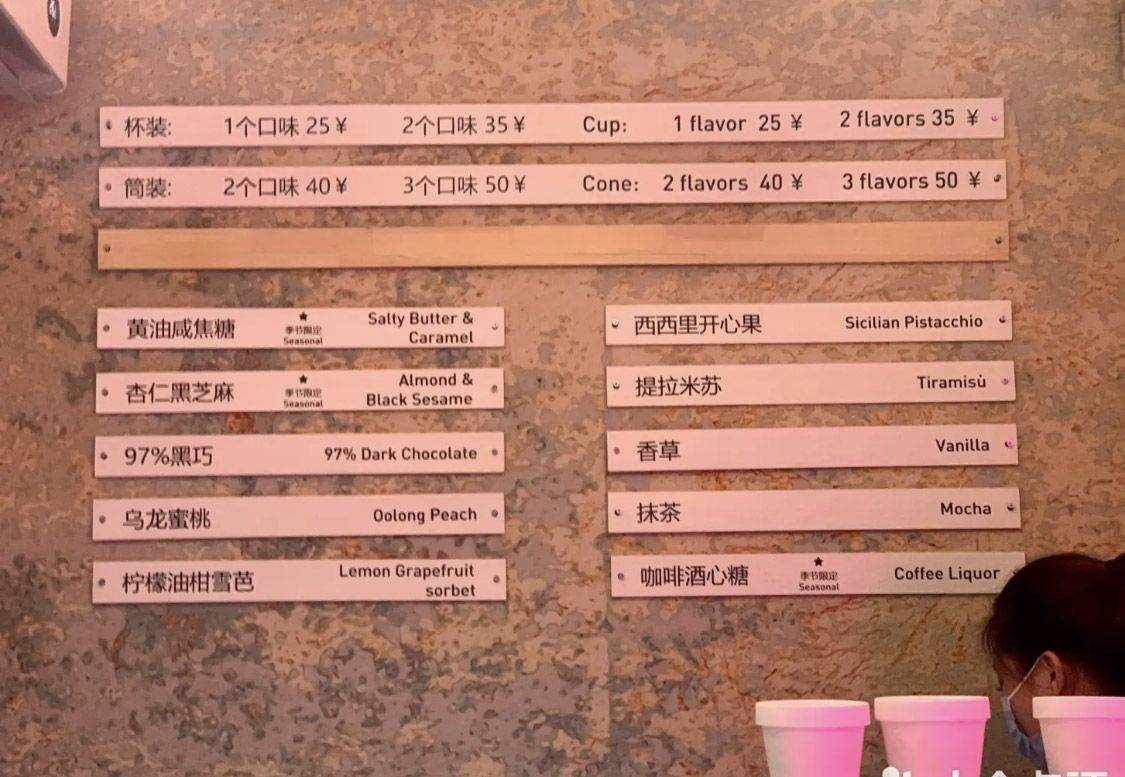 杯装: 1个口味 25¥ 2个口味 35¥ Cup: 1 flavor 25 ¥ 2 flavors 35 ¥
筒装: 2个口味 40¥ 3个口味 50¥ Cone: 2 flavors 40 ¥ 3 flavors 50 ¥
黄油咸焦糖 ★ 季节限定 Seasonal Salty Butter &
Caramel
杏仁黑芝麻 ★ 季节限定 Seasonal Almond &
Black Sesame
97%黑巧 97% Dark Chocolate
乌龙蜜桃 Oolong Peach
柠檬油柑雪芭 Lemon Grapefruit
sorbet
西西里开心果 Sicilian Pistacchio
提拉米苏 Tiramisù
香草 Vanilla
抹茶 Mocha
咖啡酒心糖 ★ 季节限定 Seasonal Coffee Liquor